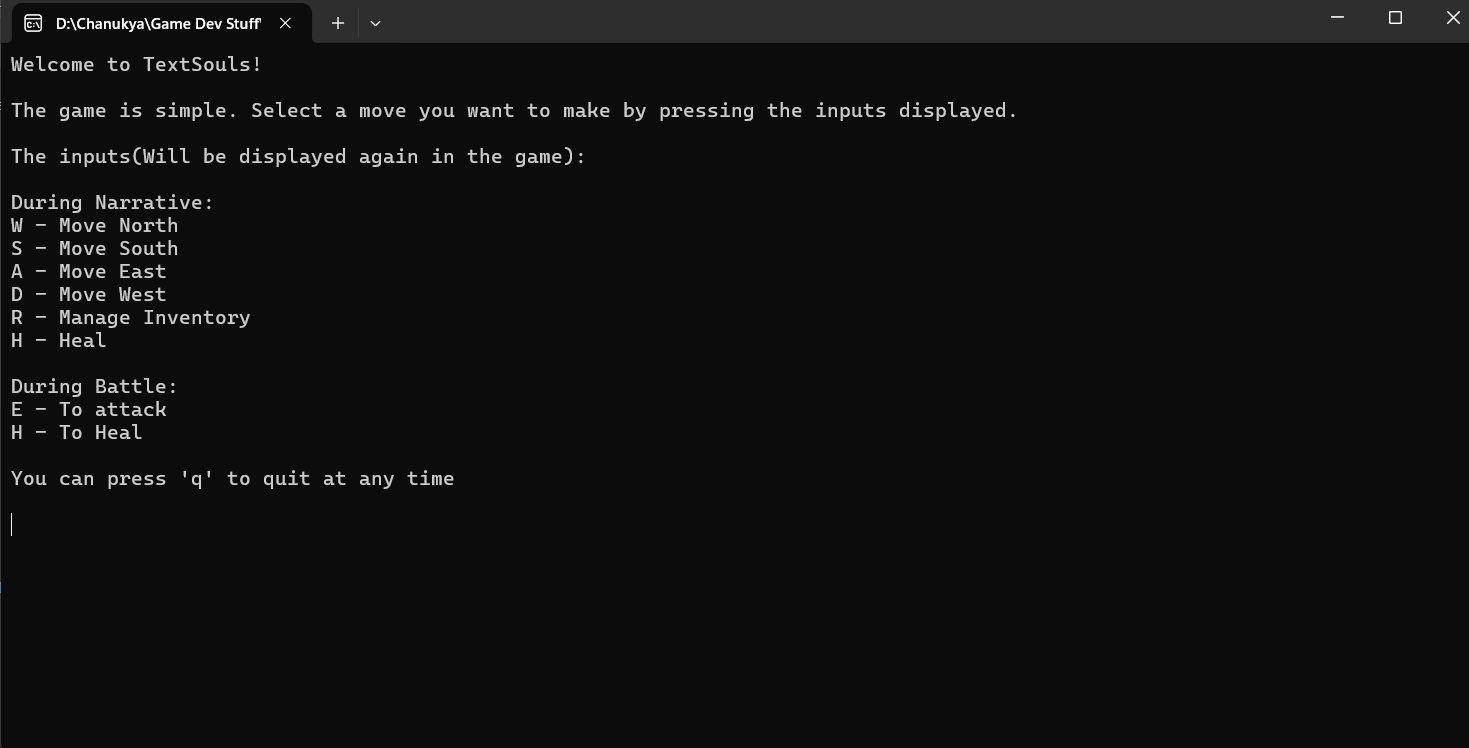 D:\Chanukya\Game Dev Stuff'
Welcome to TextSouls!
The game is simple. Select a move you want to make by pressing the inputs displayed.
The inputs(Will be displayed again in the game):
During Narrative:
W - Move North
S - Move South
A - Move East
D - Move West
R - Manage Inventory
H - Heal
During Battle:
E - To attack
H - To Heal
You can press 'q' to quit at any time